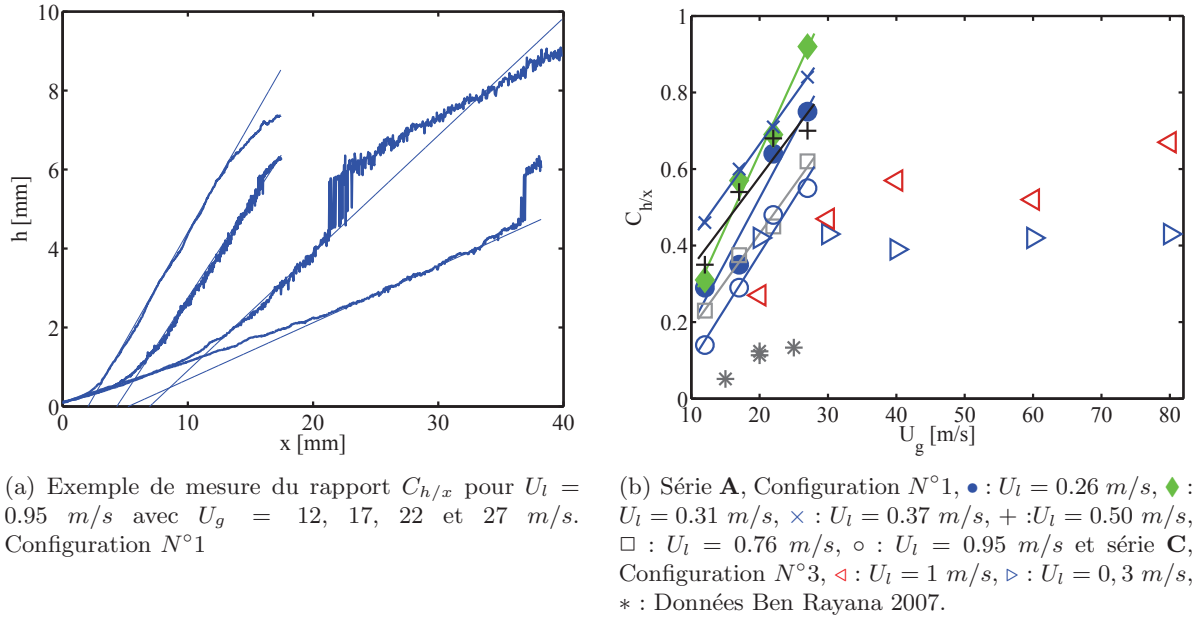 10
8
6
4
2
0
h [mm]
0
10
20
30
40
x [mm]
1
0.8
0.6
0.4
0.2
0
C_{h/x}
10
20
30
40
50
60
70
80
U_g [m/s]
(a) Exemple de mesure du rapport C_{h/x} pour U_l =
0.95 m/s avec U_g = 12, 17, 22 et 27 m/s.
Configuration N°1
(b) Série A, Configuration N°1, • : U_l = 0.26 m/s, ♦ :
U_l = 0.31 m/s, × : U_l = 0.37 m/s, + :U_l = 0.50 m/s,
□ : U_l = 0.76 m/s, ○ : U_l = 0.95 m/s et série C,
Configuration N°3, ◁ : U_l = 1 m/s, ▷ : U_l = 0, 3 m/s,
∗ : Données Ben Rayana 2007.